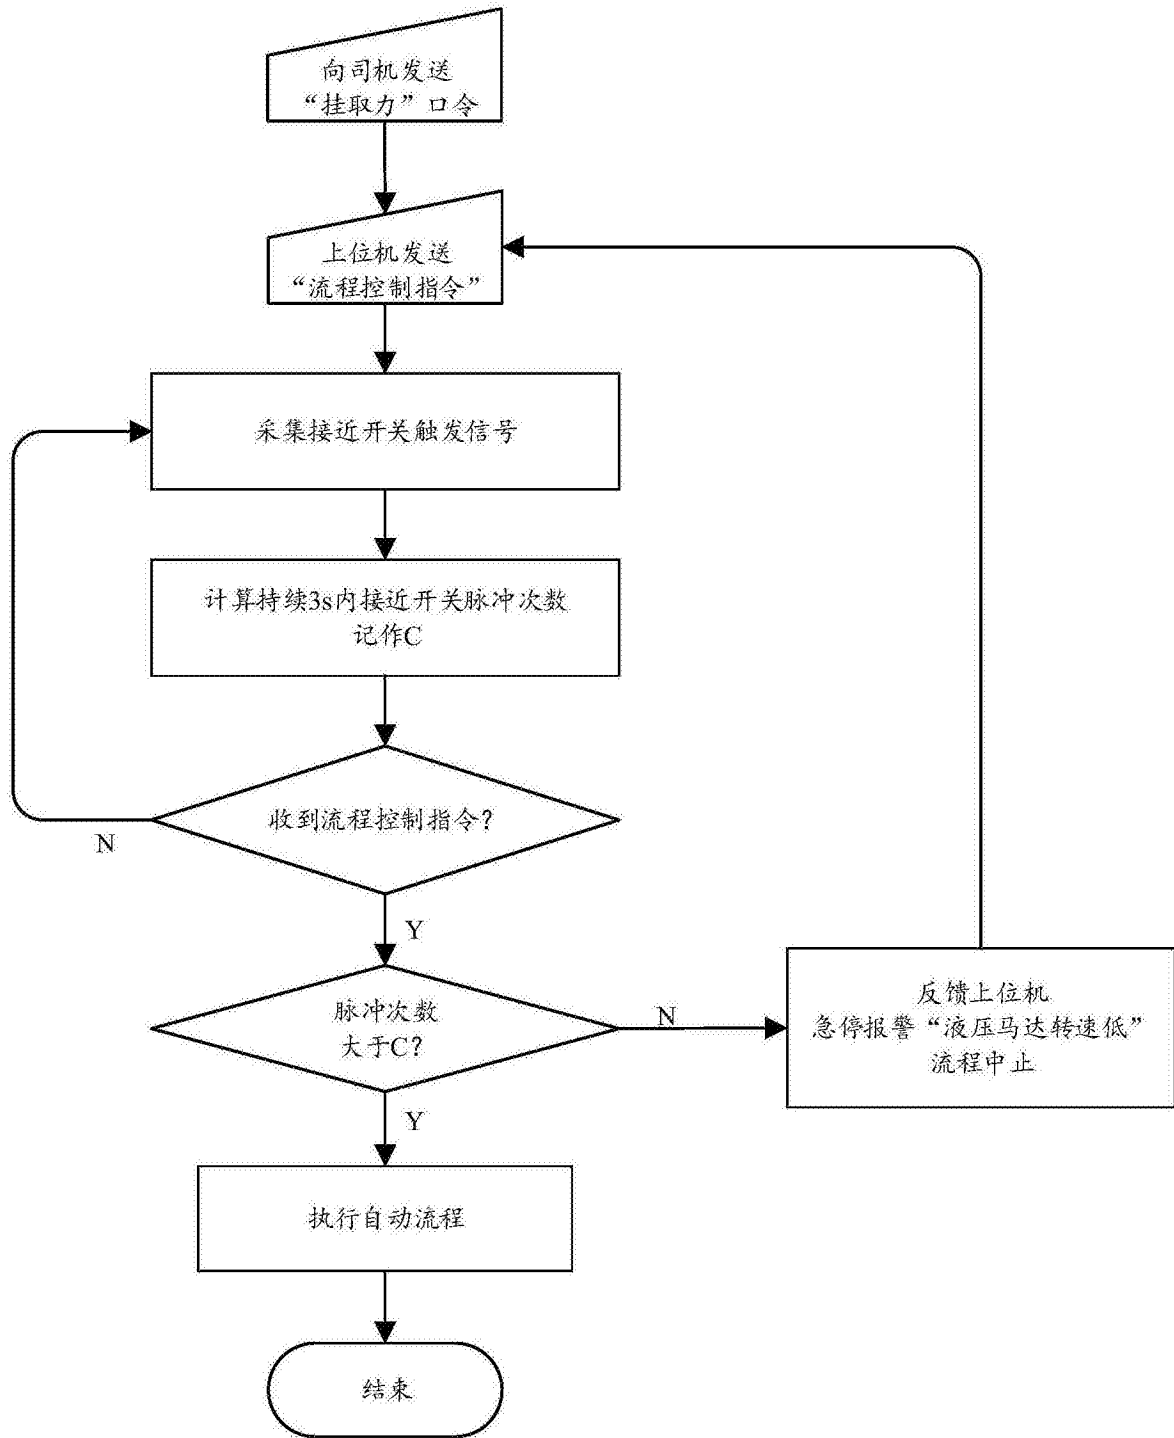 向司机发送
“挂取力”口令
上位机发送
“流程控制指令”
采集接近开关触发信号
计算持续3s内接近开关脉冲次数
记作C
收到流程控制指令?
N
Y
脉冲次数
大于C?
N
反馈上位机
急停报警“液压马达转速低”
流程中止
Y
执行自动流程
结束